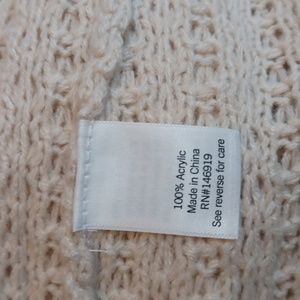 100% Acrylic
Made in China
RN#146919
See reverse for care